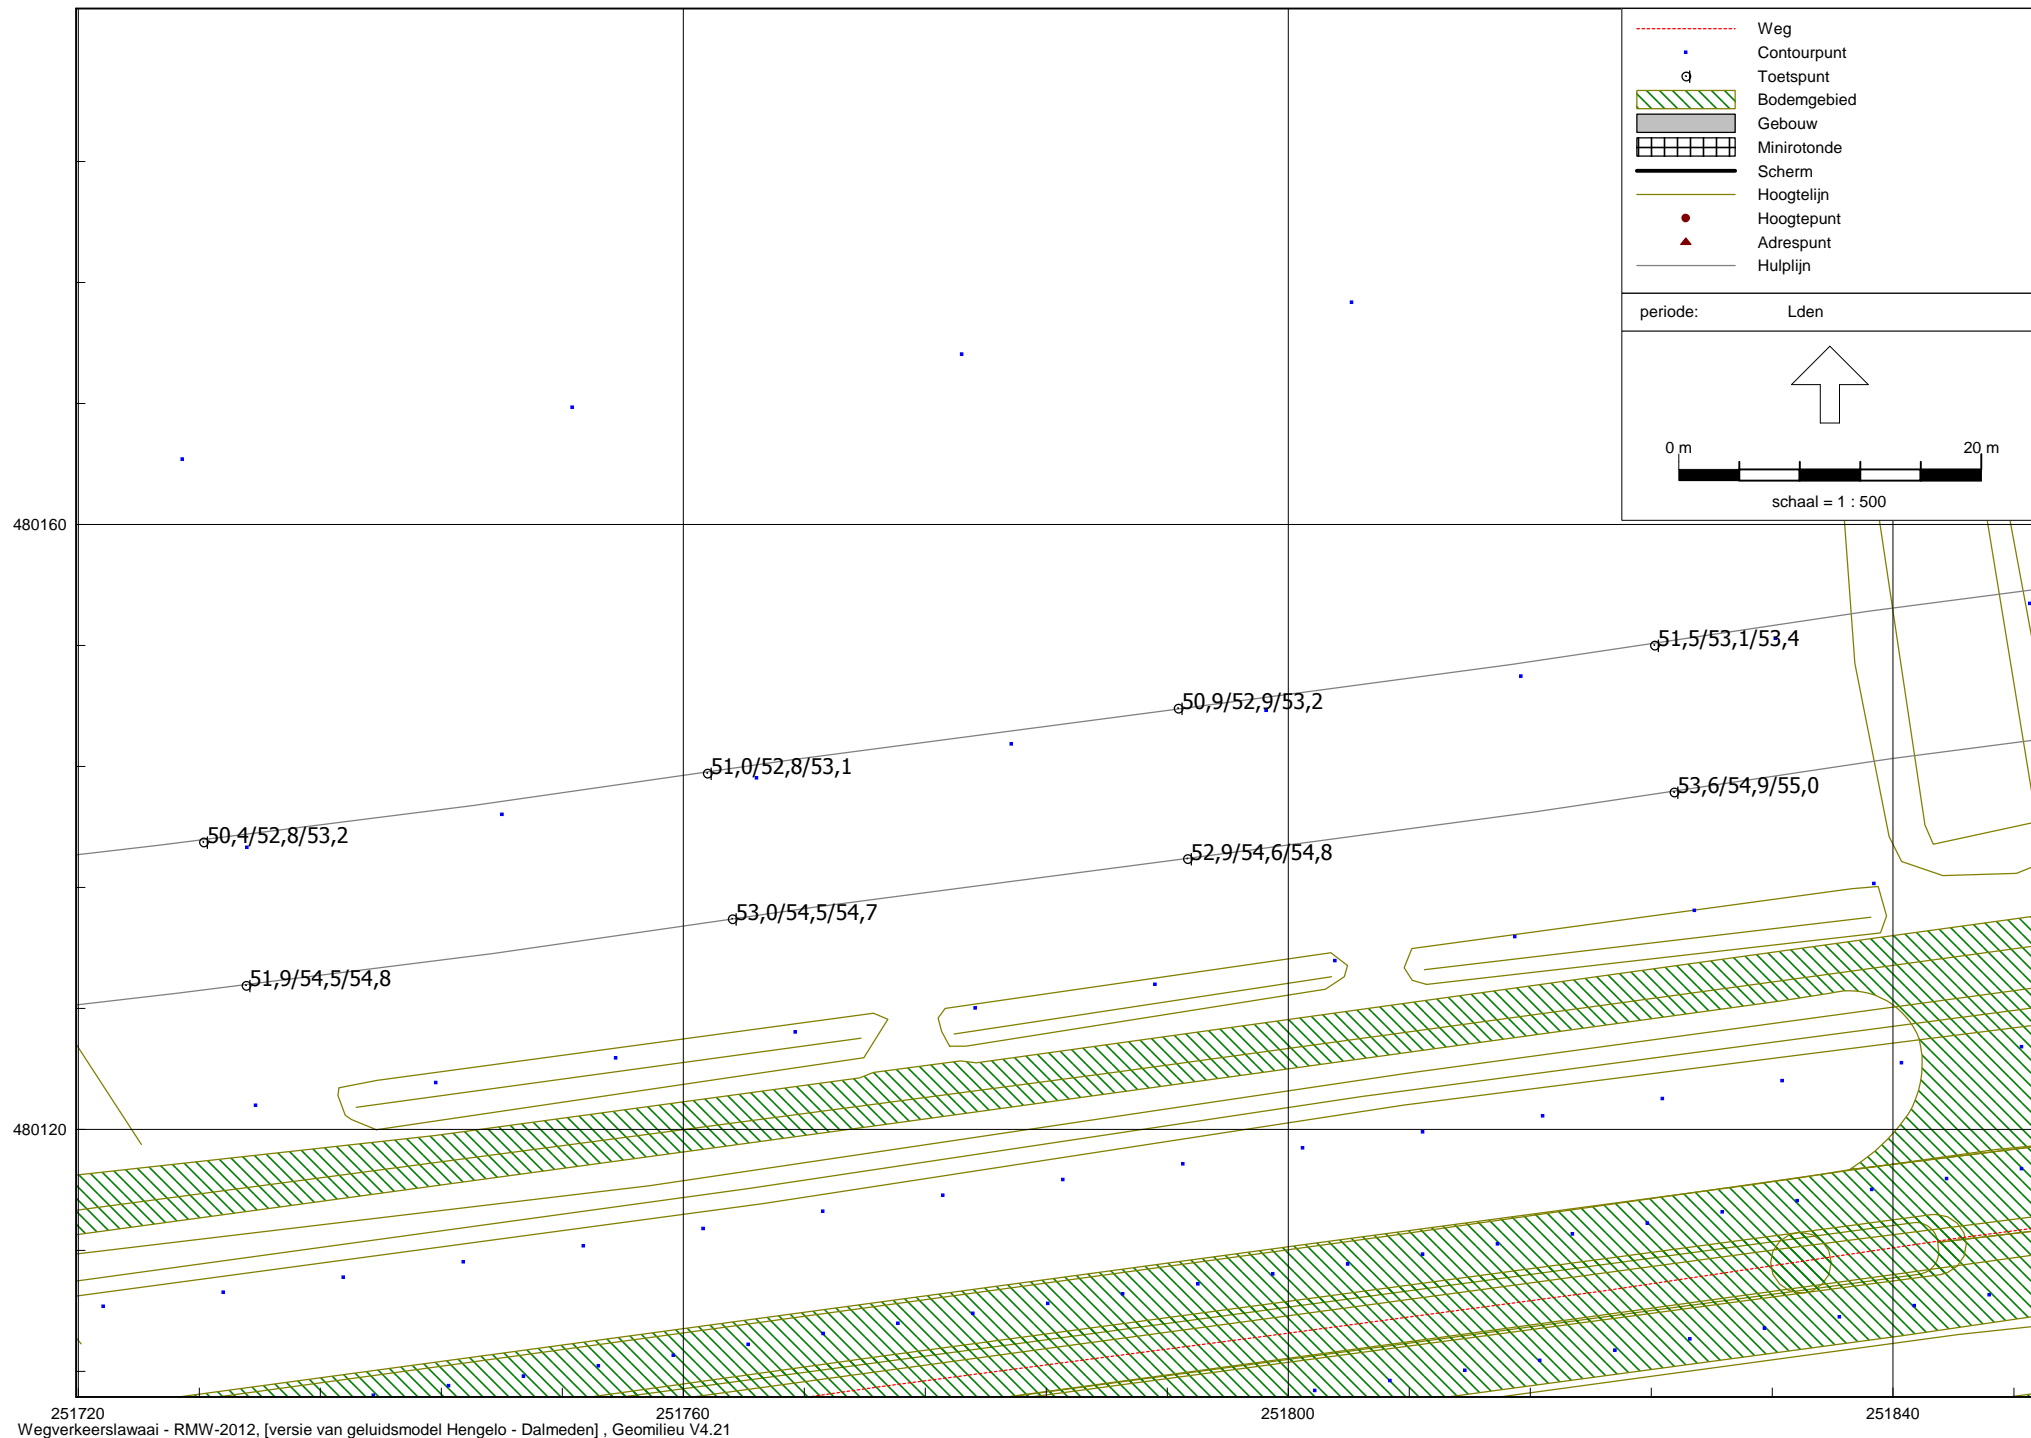 Weg
Contourpunt
Toetspunt
Bodemgebied
Gebouw
Minirotonde
Scherm
Hoogtelijn
Hoogtepunt
Adrespunt
Hulplijn
periode: Lden
0 m 20 m
schaal = 1 : 500
480160
51,5/53,1/53,4
50,9/52,9/53,2
51,0/52,8/53,1
53,6/54,9/55,0
50,4/52,8/53,2
52,9/54,6/54,8
53,0/54,5/54,7
51,9/54,5/54,8
480120
251720 251760 251800 251840
Wegverkeerslawaai - RMW-2012, [versie van geluidsmodel Hengelo - Dalmeden] , Geomilieu V4.21